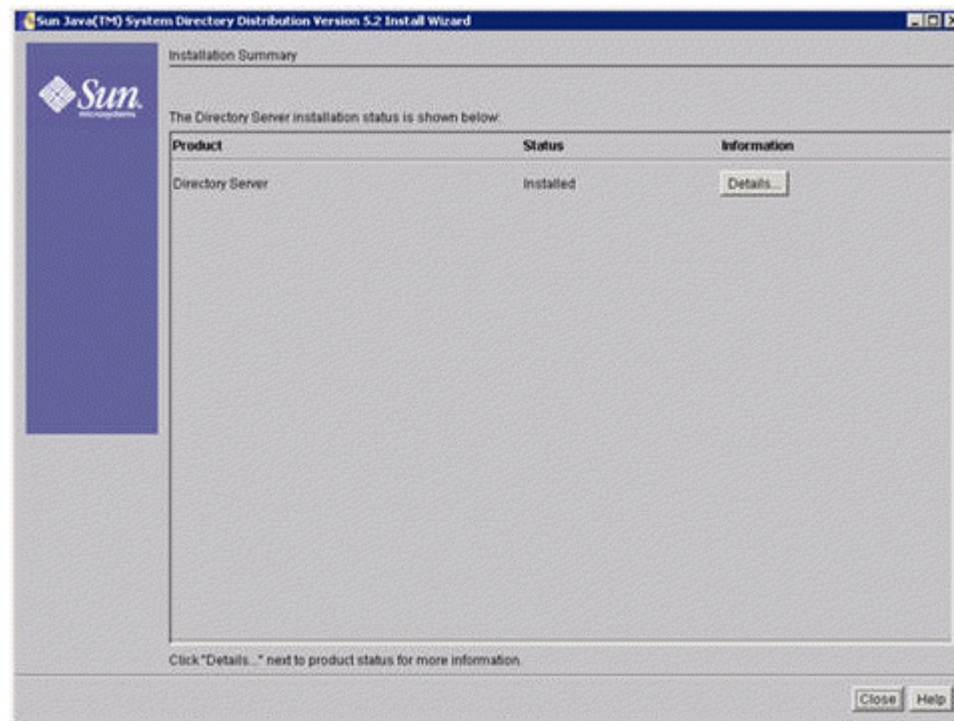 Sun Java(TM) System Directory Distribution Version 5.2 Install Wizard
Installation Summary
Sun
microsystems
The Directory Server installation status is shown below:
Product Status Information
Directory Server Installed Details...
Click "Details..." next to product status for more information.
Close Help